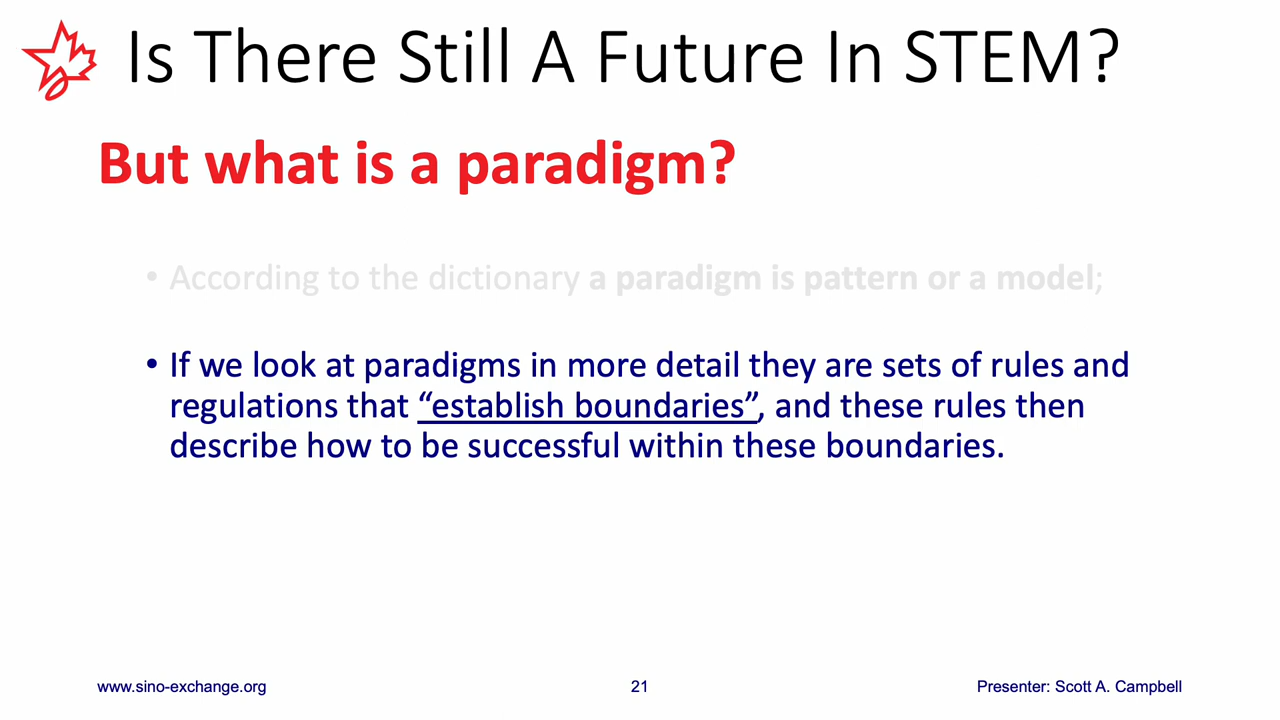 Is There Still A Future In STEM?
But what is a paradigm?
• According to the dictionary a paradigm is pattern or a model;
• If we look at paradigms in more detail they are sets of rules and
regulations that “establish boundaries”, and these rules then
describe how to be successful within these boundaries.
www.sino-exchange.org
21
Presenter: Scott A. Campbell